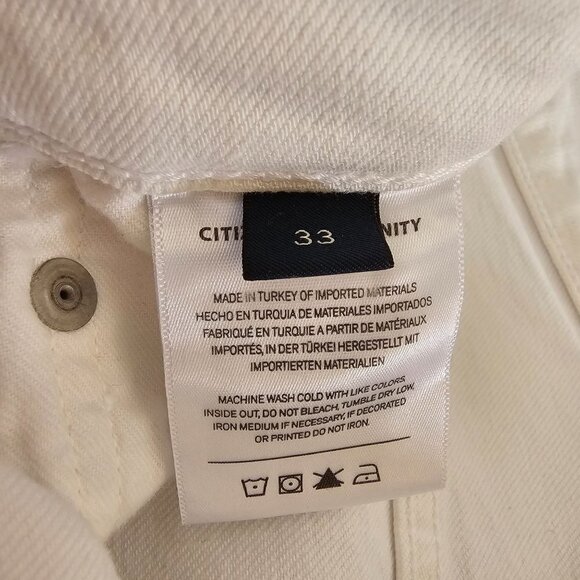 CITIZ NITY
33
MADE IN TURKEY OF IMPORTED MATERIALS
HECHO EN TURQUIA DE MATERIALES IMPORTADOS
FABRIQUÉ EN TURQUIE A PARTIR DE MATÉRIAUX
IMPORTÉS, IN DER TÜRKEI HERGESTELLT MIT
IMPORTIERTEN MATERIALIEN
MACHINE WASH COLD WITH LIKE COLORS,
INSIDE OUT, DO NOT BLEACH, TUMBLE DRY LOW,
IRON MEDIUM IF NECESSARY, IF DECORATED
OR PRINTED DO NOT IRON.